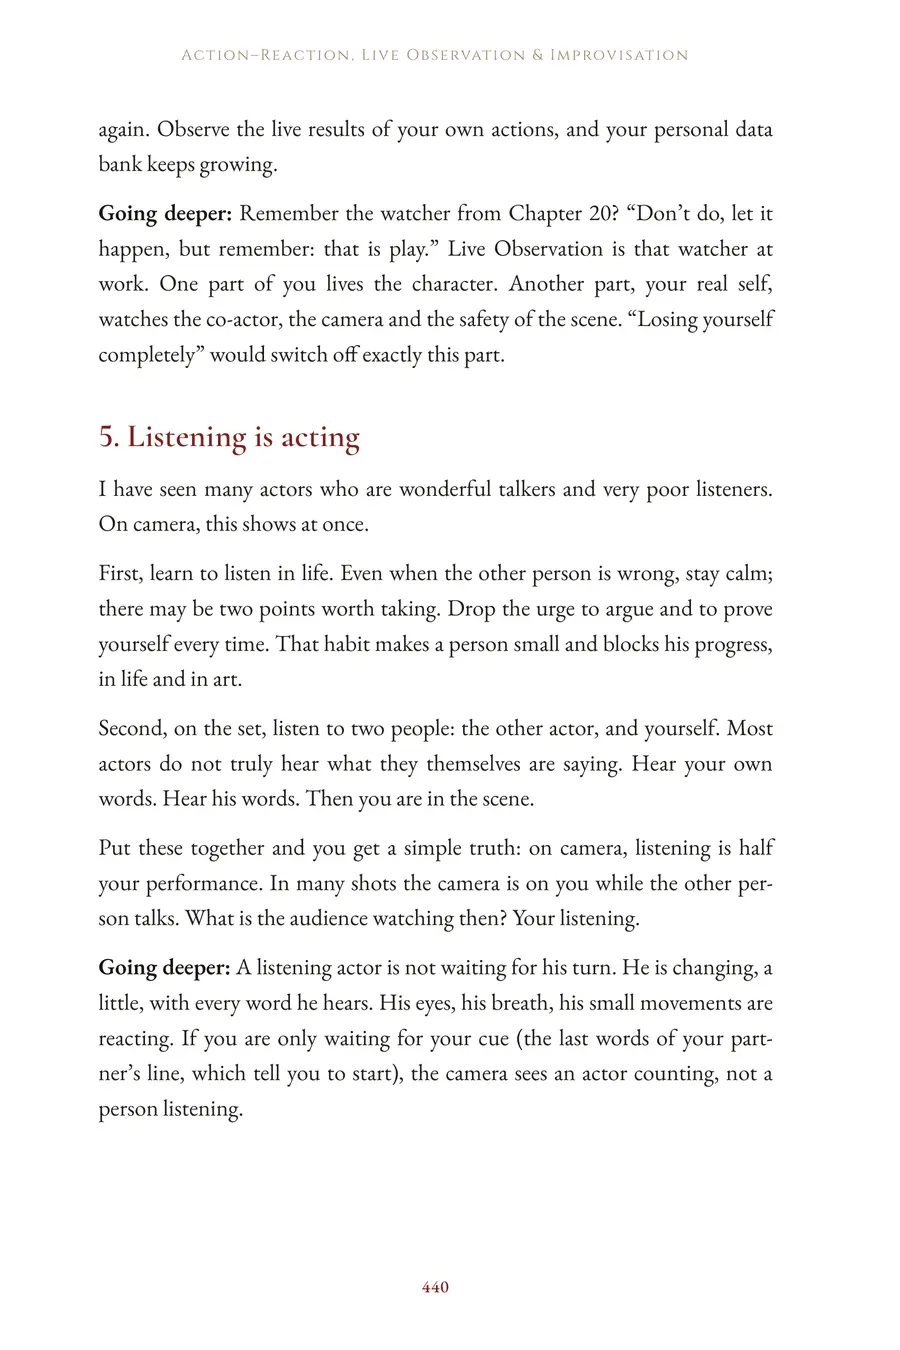 Action–Reaction, Live Observation & Improvisation
again. Observe the live results of your own actions, and your personal data
bank keeps growing.
Going deeper: Remember the watcher from Chapter 20? “Don’t do, let it
happen, but remember: that is play.” Live Observation is that watcher at
work. One part of you lives the character. Another part, your real self,
watches the co-actor, the camera and the safety of the scene. “Losing yourself
completely” would switch off exactly this part.
5. Listening is acting
I have seen many actors who are wonderful talkers and very poor listeners.
On camera, this shows at once.
First, learn to listen in life. Even when the other person is wrong, stay calm;
there may be two points worth taking. Drop the urge to argue and to prove
yourself every time. That habit makes a person small and blocks his progress,
in life and in art.
Second, on the set, listen to two people: the other actor, and yourself. Most
actors do not truly hear what they themselves are saying. Hear your own
words. Hear his words. Then you are in the scene.
Put these together and you get a simple truth: on camera, listening is half
your performance. In many shots the camera is on you while the other per-
son talks. What is the audience watching then? Your listening.
Going deeper: A listening actor is not waiting for his turn. He is changing, a
little, with every word he hears. His eyes, his breath, his small movements are
reacting. If you are only waiting for your cue (the last words of your part-
ner’s line, which tell you to start), the camera sees an actor counting, not a
person listening.
440